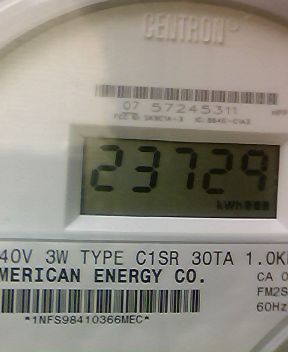 CENTRON
07 57245311
23729
kWh
40V 3W TYPE C1SR 30TA 1.0K
MERICAN ENERGY CO.
CA 0
FM2S
60Hz
*1NFS98410366MEC*